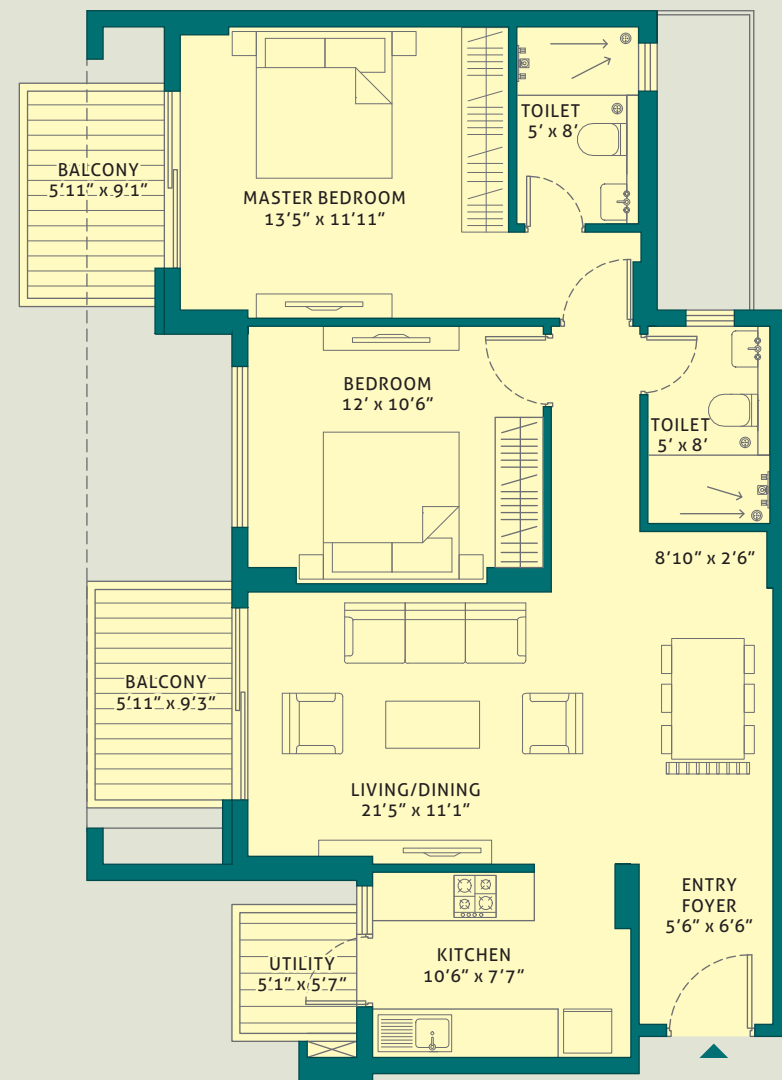 TOILET
5' x 8'
BALCONY
5'11" x 9'1"
MASTER BEDROOM
13'5" x 11'11"
BEDROOM
12' x 10'6"
TOILET
5' x 8'
8'10" x 2'6"
BALCONY
5'11" x 9'3"
LIVING/DINING
21'5" x 11'1"
ENTRY
FOYER
5'6" x 6'6"
KITCHEN
10'6" x 7'7"
UTILITY
5'1" x 5'7"